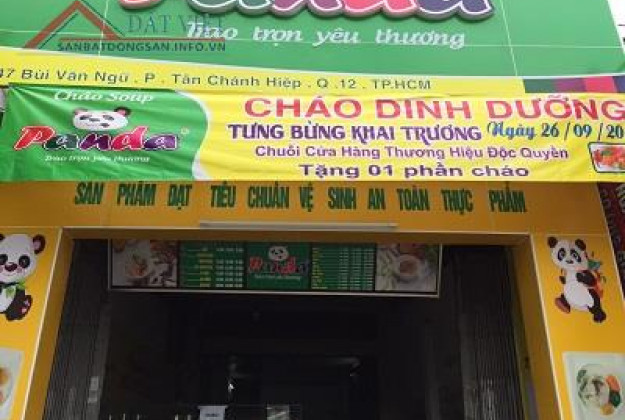 ĐẤT VIỆT
SANBATDONGSAN.INFO.VN
Panda
Trao trọn yêu thương
47 Bùi Văn Ngữ . P . Tân Chánh Hiệp . Q .12 . TP.HCM
Cháo Soup
Panda
Trao trọn yêu thương
CHÁO DINH DƯỠNG
TƯNG BỪNG KHAI TRƯƠNG Ngày 26/09/20
Chuỗi Cửa Hàng Thương Hiệu Độc Quyền
Tặng 01 phần cháo
SẢN PHẨM ĐẠT TIÊU CHUẨN VỆ SINH AN TOÀN THỰC PHẨM
Panda